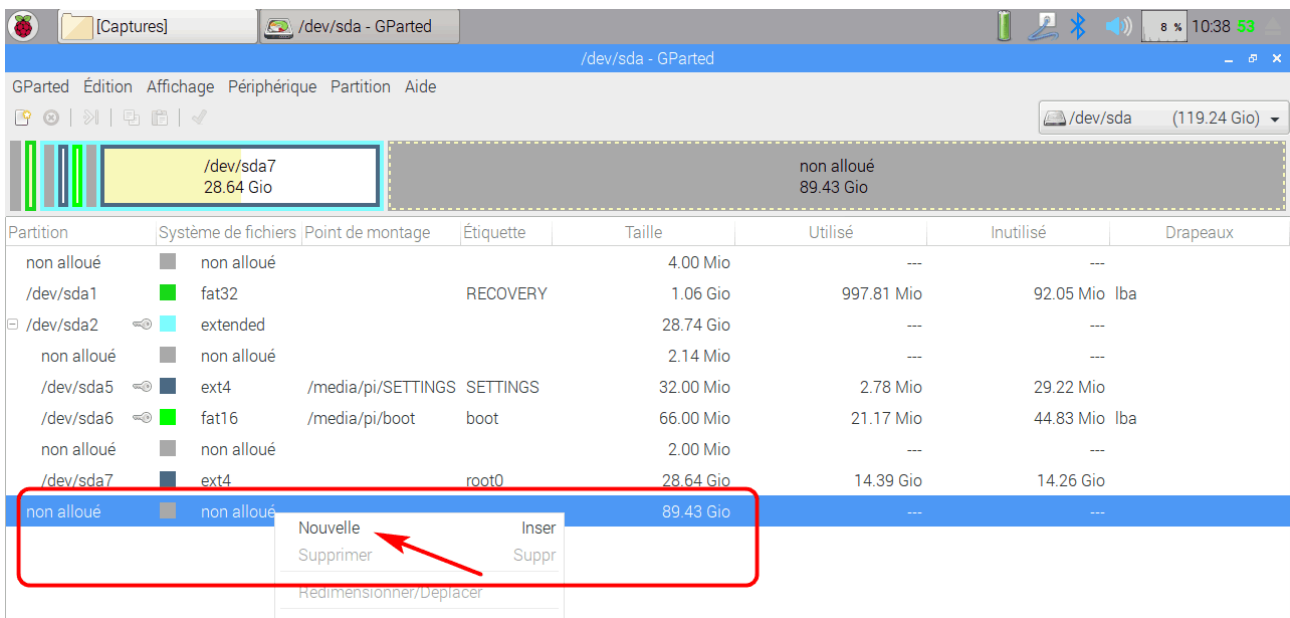 [Captures] /dev/sda - GParted 8 % 10:38 53
/dev/sda - GParted
GParted Édition Affichage Périphérique Partition Aide
/dev/sda (119.24 Gio)
/dev/sda7 non alloué
28.64 Gio 89.43 Gio
Partition Système de fichiers Point de montage Étiquette Taille Utilisé Inutilisé Drapeaux
non alloué non alloué 4.00 Mio --- ---
/dev/sda1 fat32 RECOVERY 1.06 Gio 997.81 Mio 92.05 Mio lba
/dev/sda2 extended 28.74 Gio --- ---
non alloué non alloué 2.14 Mio --- ---
/dev/sda5 ext4 /media/pi/SETTINGS SETTINGS 32.00 Mio 2.78 Mio 29.22 Mio
/dev/sda6 fat16 /media/pi/boot boot 66.00 Mio 21.17 Mio 44.83 Mio lba
non alloué non alloué 2.00 Mio --- ---
/dev/sda7 ext4 root0 28.64 Gio 14.39 Gio 14.26 Gio
non alloué non alloué 89.43 Gio --- ---
Nouvelle Inser
Supprimer Suppr
Redimensionner/Déplacer